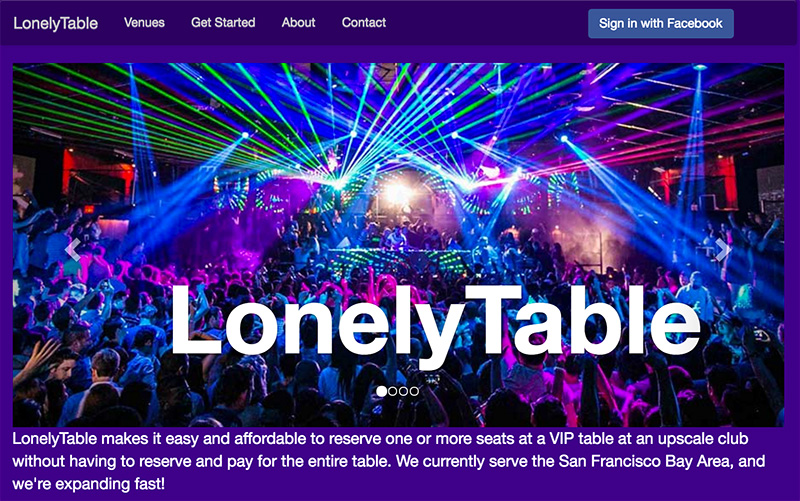 LonelyTable Venues Get Started About Contact Sign in with Facebook
LonelyTable
LonelyTable makes it easy and affordable to reserve one or more seats at a VIP table at an upscale club
without having to reserve and pay for the entire table. We currently serve the San Francisco Bay Area, and
we're expanding fast!